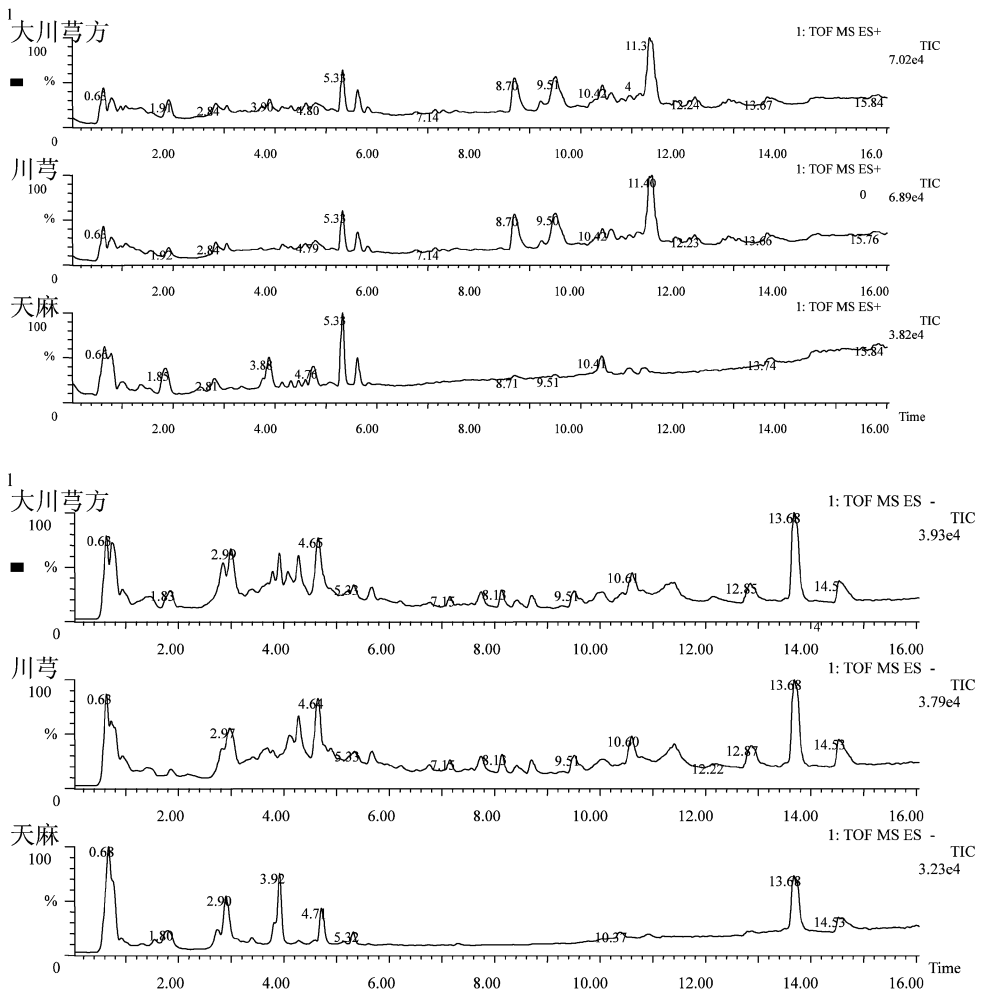 1
大川芎方
1: TOF MS ES+
TIC
7.02e4
100
%
0
0.63
1.91
2.84
3.90
4.80
5.33
7.14
8.70
9.51
10.42
4
11.3
12.24
13.67
15.84
2.00 4.00 6.00 8.00 10.00 12.00 14.00 16.0
川芎
1: TOF MS ES+
TIC
0
6.89e4
100
%
0
0.63
1.92
2.84
4.79
5.33
7.14
8.70
9.50
10.42
11.40
12.23
13.66
15.76
2.00 4.00 6.00 8.00 10.00 12.00 14.00 16.00
天麻
1: TOF MS ES+
TIC
3.82e4
100
%
0
1.85
2.81
3.88
4.76
5.33
8.71
9.51
10.41
13.74
13.84
2.00 4.00 6.00 8.00 10.00 12.00 14.00 16.00
Time
1
大川芎方
1: TOF MS ES -
TIC
3.93e4
100
%
0
0.68
1.83
2.99
4.65
5.33
7.15
8.13
9.51
10.61
12.85
13.68
14.5
4
2.00 4.00 6.00 8.00 10.00 12.00 14.00 16.00
川芎
1: TOF MS ES -
TIC
3.79e4
100
%
0
0.68
2.97
4.64
5.33
7.15
8.13
9.51
10.60
12.22
12.87
13.68
14.53
2.00 4.00 6.00 8.00 10.00 12.00 14.00 16.00
天麻
1: TOF MS ES -
TIC
3.23e4
100
%
0
0.68
1.80
2.90
3.92
4.71
5.32
10.37
13.68
14.53
2.00 4.00 6.00 8.00 10.00 12.00 14.00 16.00
Time